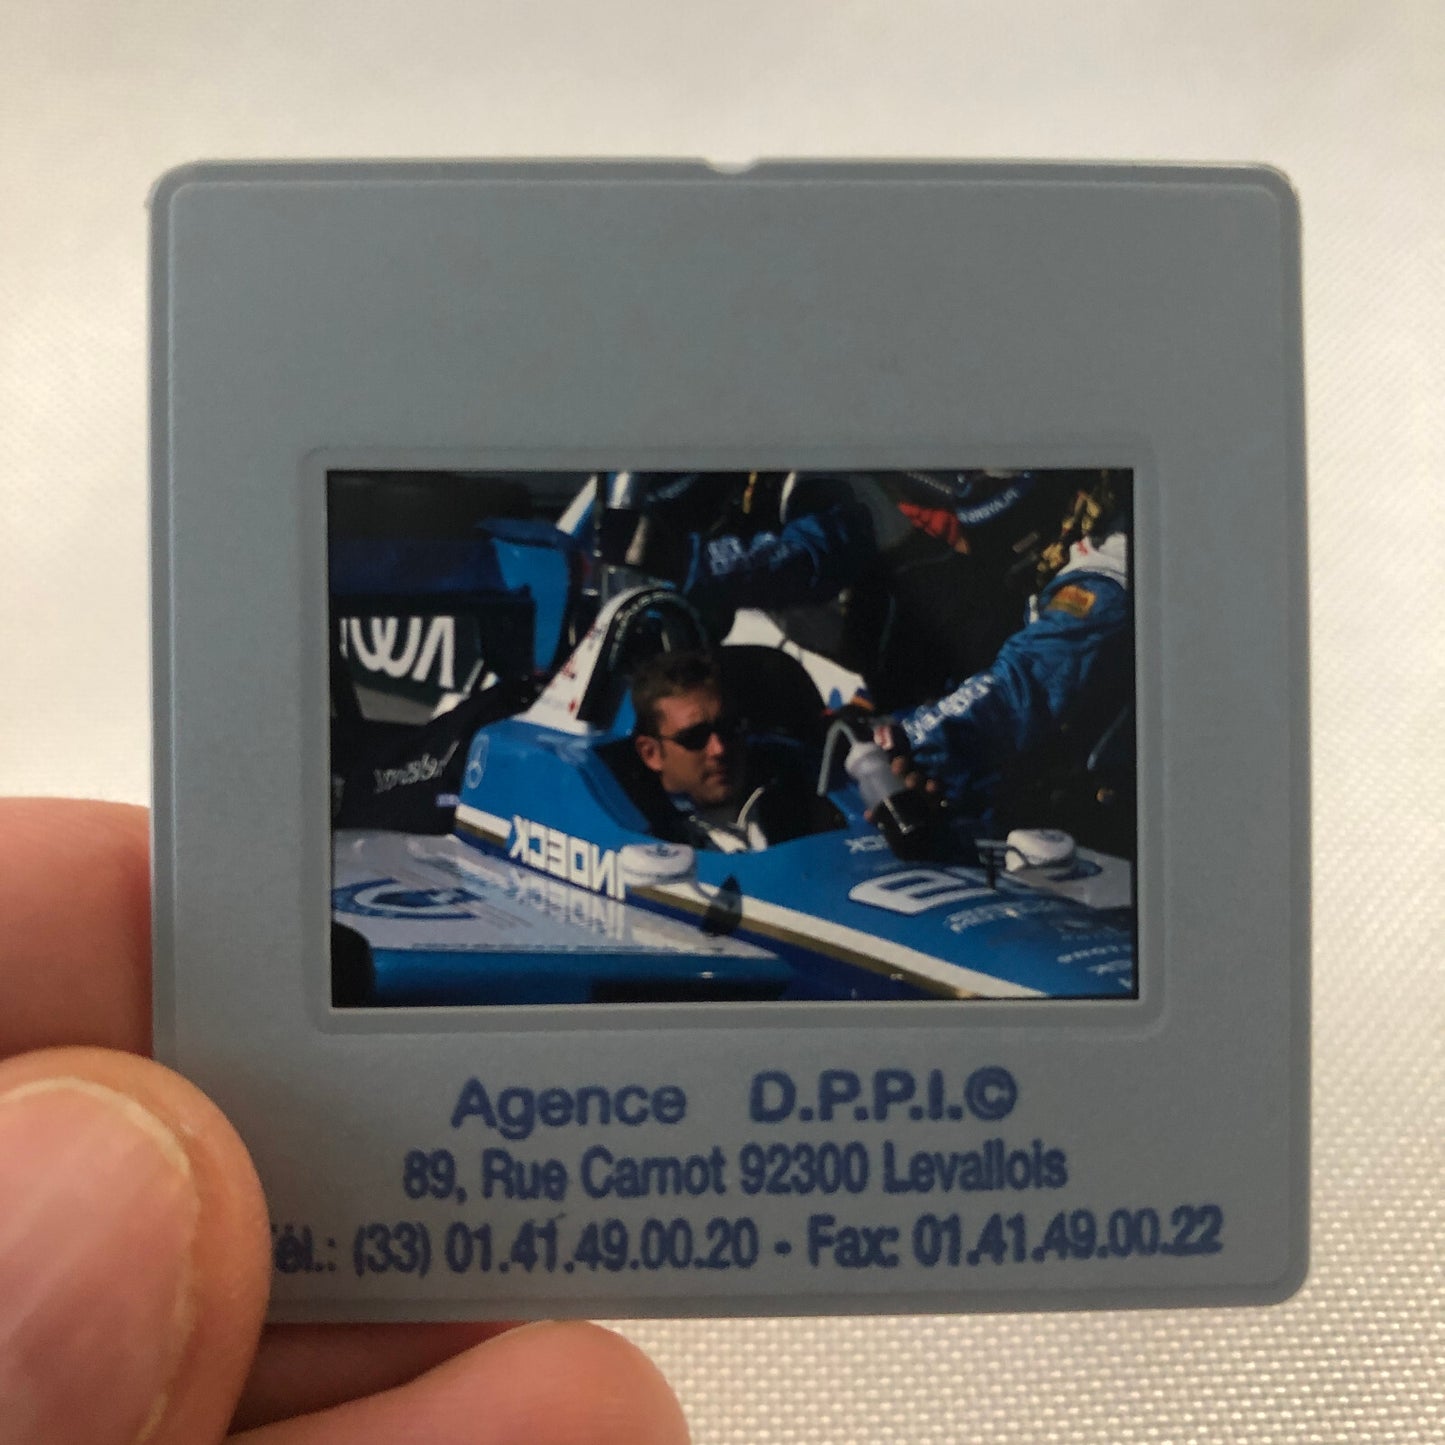 INDECK
Agence D.P.P.I.©
89, Rue Carnot 92300 Levallois
Tél.: (33) 01.41.49.00.20 - Fax: 01.41.49.00.22